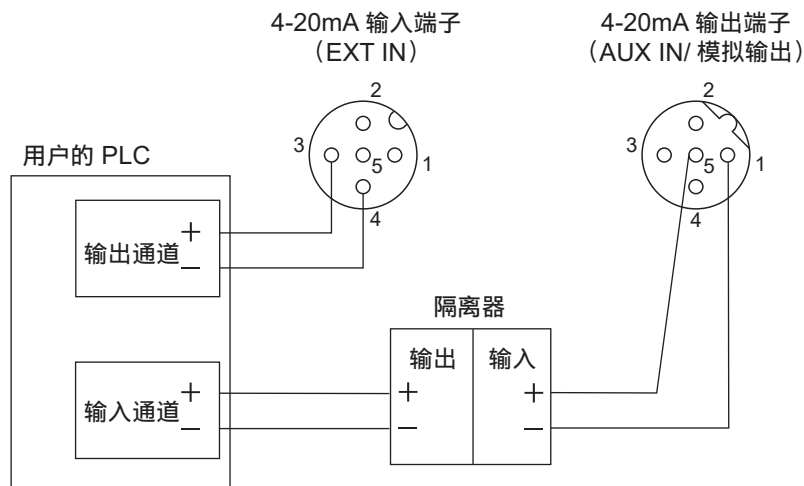 4-20mA 输入端子
（EXT IN）
4-20mA 输出端子
（AUX IN/ 模拟输出）
2
3
5
1
4
2
3
5
1
4
用户的 PLC
输出通道
+
−
输入通道
+
−
隔离器
输出
输入
+
−
+
−